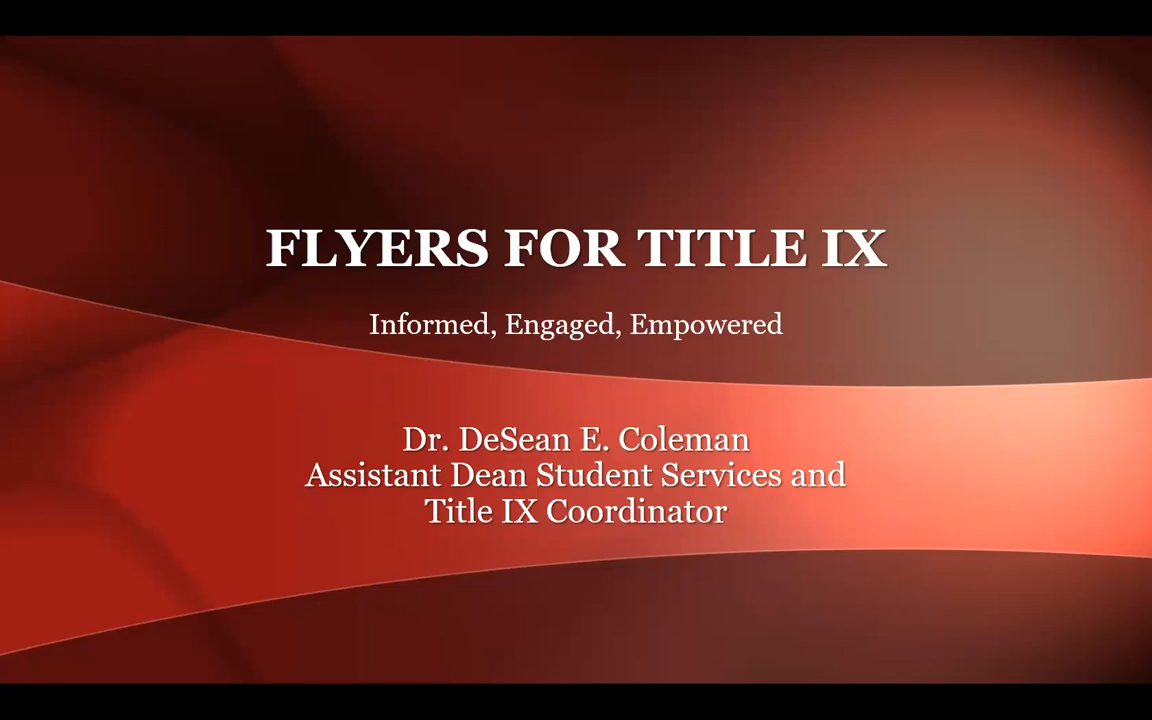 FLYERS FOR TITLE IX
Informed, Engaged, Empowered
Dr. DeSean E. Coleman
Assistant Dean Student Services and
Title IX Coordinator